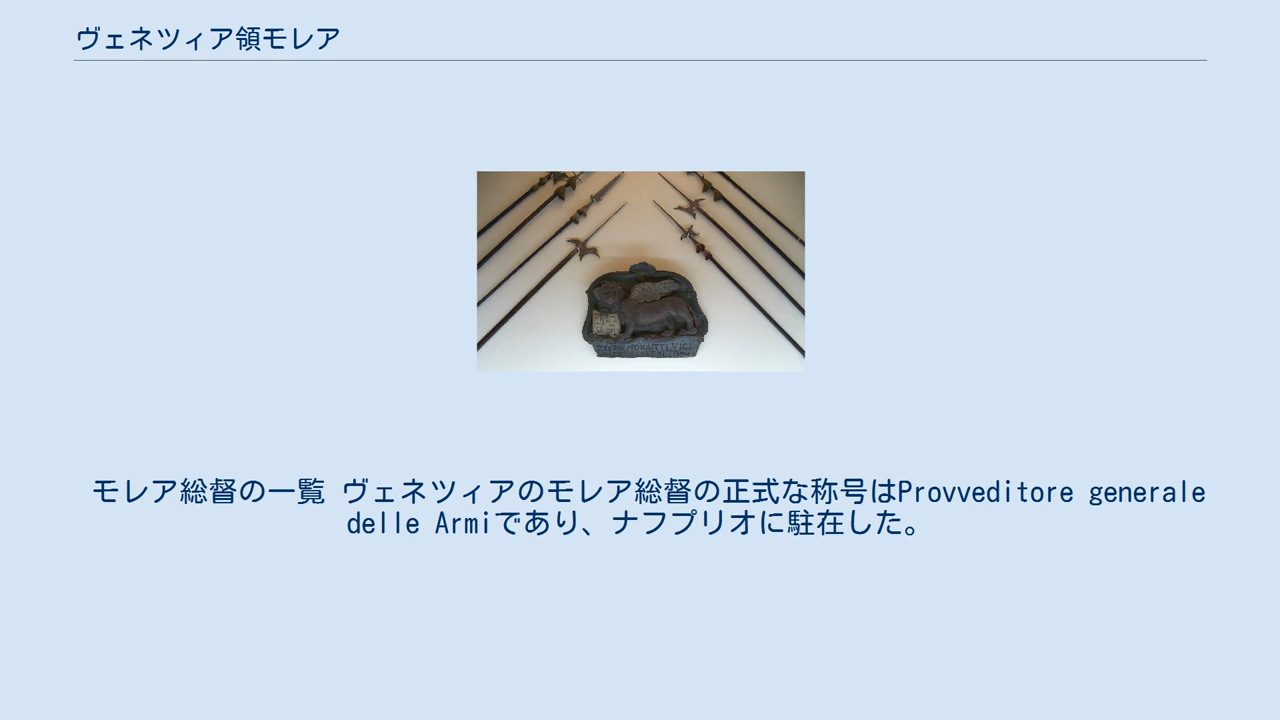 ヴェネツィア領モレア
モレア総督の一覧 ヴェネツィアのモレア総督の正式な称号はProvveditore generale
delle Armiであり、ナフプリオに駐在した。